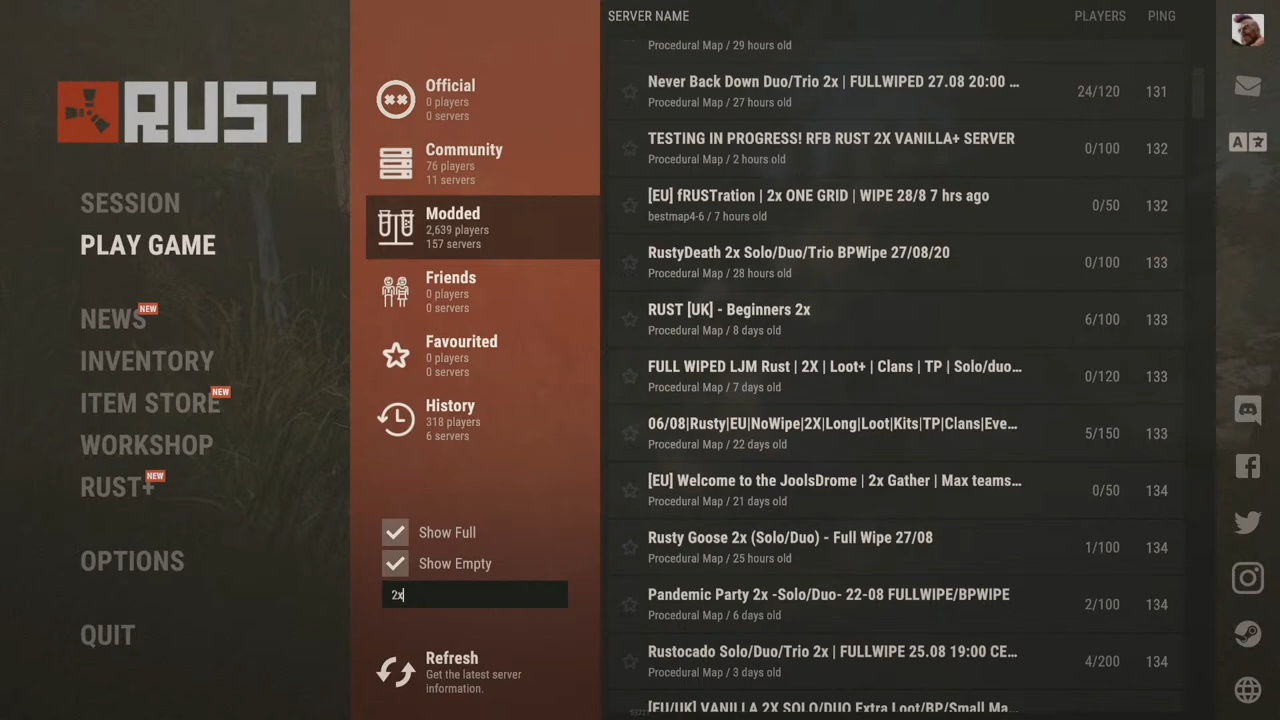 RUST
SESSION
PLAY GAME
NEWS NEW
INVENTORY
ITEM STORE NEW
WORKSHOP
RUST+ NEW
OPTIONS
QUIT
Official
0 players
0 servers
Community
76 players
11 servers
Modded
2,639 players
157 servers
Friends
0 players
0 servers
Favourited
0 players
0 servers
History
318 players
6 servers
Show Full
Show Empty
2x
Refresh
Get the latest server
information.
SERVER NAME PLAYERS PING
Procedural Map / 29 hours old
Never Back Down Duo/Trio 2x | FULLWIPED 27.08 20:00 ... 24/120 131
Procedural Map / 27 hours old
TESTING IN PROGRESS! RFB RUST 2X VANILLA+ SERVER 0/100 132
Procedural Map / 2 hours old
[EU] fRUSTration | 2x ONE GRID | WIPE 28/8 7 hrs ago 0/50 132
bestmap4-6 / 7 hours old
RustyDeath 2x Solo/Duo/Trio BPWipe 27/08/20 0/100 133
Procedural Map / 28 hours old
RUST [UK] - Beginners 2x 6/100 133
Procedural Map / 8 days old
FULL WIPED LJM Rust | 2X | Loot+ | Clans | TP | Solo/duo... 0/120 133
Procedural Map / 7 days old
06/08|Rusty|EU|NoWipe|2X|Long|Loot|Kits|TP|Clans|Eve... 5/150 133
Procedural Map / 22 days old
[EU] Welcome to the JoolsDrome | 2x Gather | Max teams... 0/50 134
Procedural Map / 21 days old
Rusty Goose 2x (Solo/Duo) - Full Wipe 27/08 1/100 134
Procedural Map / 25 hours old
Pandemic Party 2x -Solo/Duo- 22-08 FULLWIPE/BPWIPE 2/100 134
Procedural Map / 6 days old
Rustocado Solo/Duo/Trio 2x | FULLWIPE 25.08 19:00 CE... 4/200 134
Procedural Map / 3 days old
[EU/UK] VANILLA 2X SOLO/DUO Extra Loot/BP/Small Ma...
A